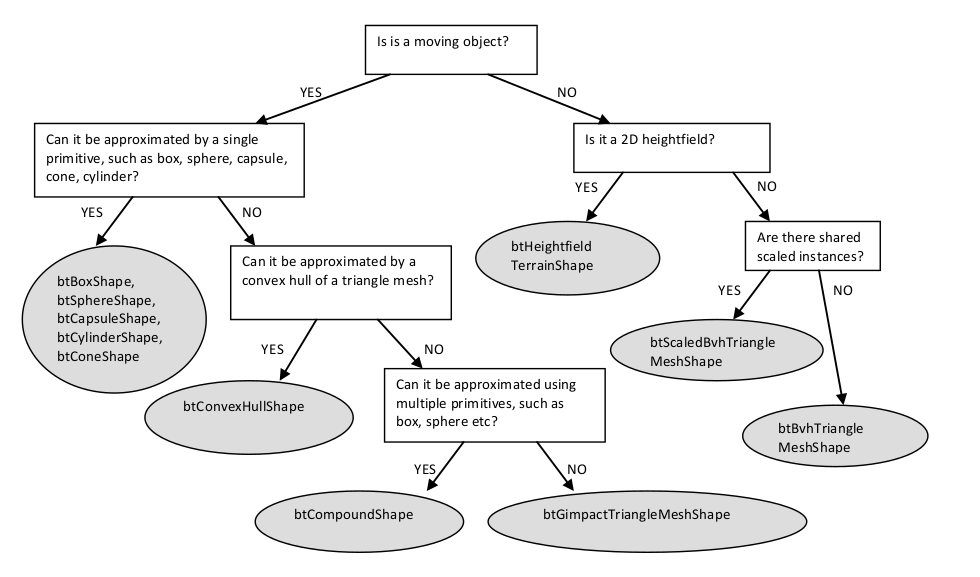 Is is a moving object?
YES
NO
Can it be approximated by a single
primitive, such as box, sphere, capsule,
cone, cylinder?
Is it a 2D heightfield?
YES
NO
YES
NO
btBoxShape,
btSphereShape,
btCapsuleShape,
btCylinderShape,
btConeShape
Can it be approximated by a
convex hull of a triangle mesh?
btHeightfield
TerrainShape
Are there shared
scaled instances?
YES
NO
YES
NO
btConvexHullShape
Can it be approximated using
multiple primitives, such as
box, sphere etc?
btScaledBvhTriangle
MeshShape
btBvhTriangle
MeshShape
YES
NO
btCompoundShape
btGimpactTriangleMeshShape